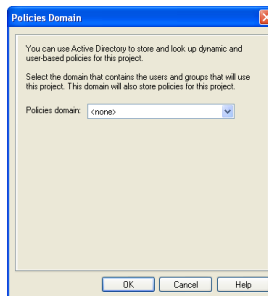 Policies Domain
You can use Active Directory to store and look up dynamic and
user-based policies for this project.
Select the domain that contains the users and groups that will use
this project. This domain will also store policies for this project.
Policies domain: <none>
OK Cancel Help